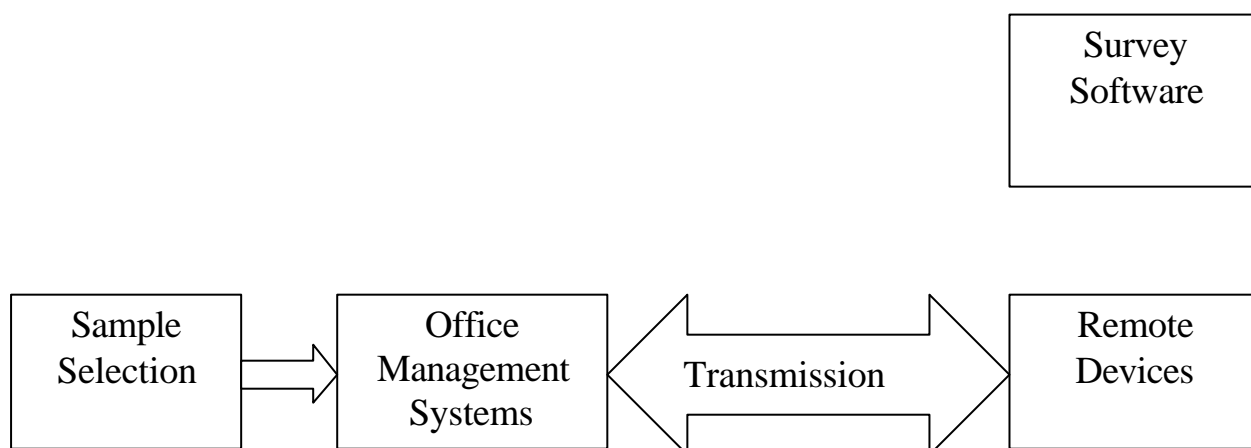 Survey
Software
Sample
Selection
Office
Management
Systems
Transmission
Remote
Devices